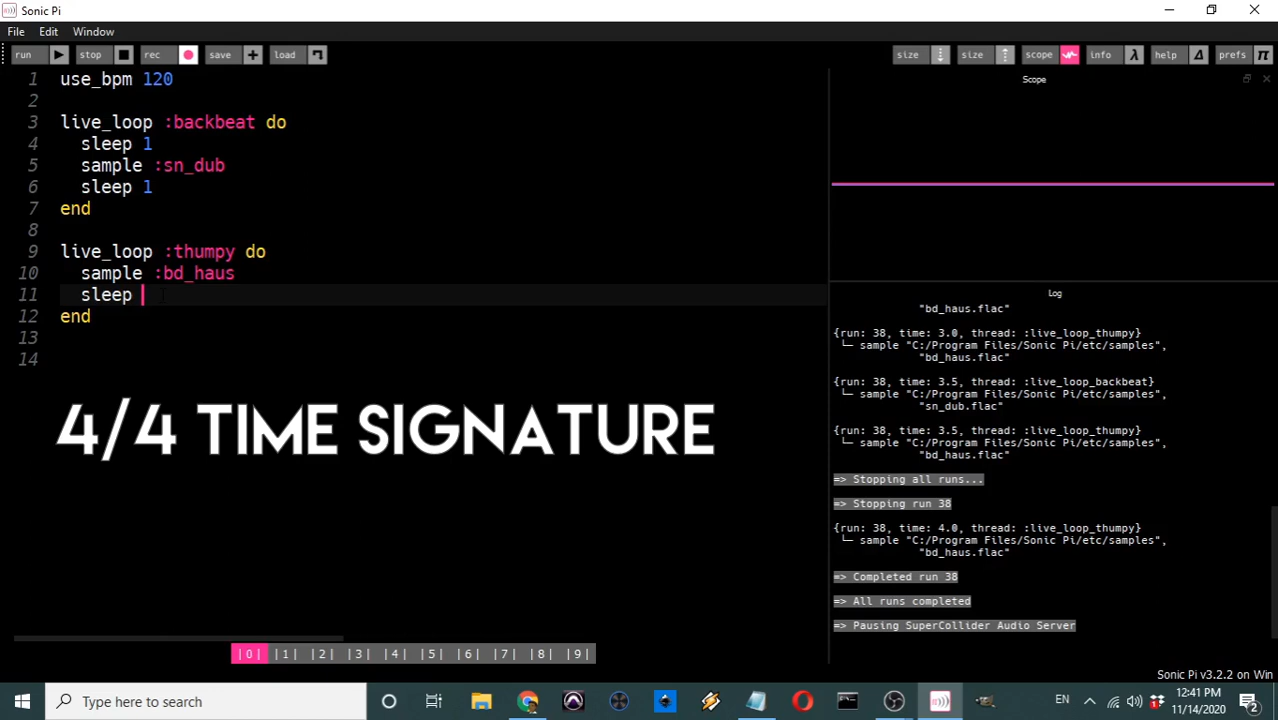 Sonic Pi
File Edit Window
run stop rec save load size size scope info help prefs
1 use_bpm 120
2
3 live_loop :backbeat do
4 sleep 1
5 sample :sn_dub
6 sleep 1
7 end
8
9 live_loop :thumpy do
10 sample :bd_haus
11 sleep
12 end
13
14
4/4 TIME SIGNATURE
|0| |1| |2| |3| |4| |5| |6| |7| |8| |9|
Scope
Log
"bd_haus.flac"
{run: 38, time: 3.0, thread: :live_loop_thumpy}
└─ sample "C:/Program Files/Sonic Pi/etc/samples",
"bd_haus.flac"
{run: 38, time: 3.5, thread: :live_loop_backbeat}
"sn_dub.flac"
{run: 38, time: 3.5, thread: :live_loop_thumpy}
└─ sample "C:/Program Files/Sonic Pi/etc/samples",
"bd_haus.flac"
=> Stopping all runs...
=> Stopping run 38
{run: 38, time: 4.0, thread: :live_loop_thumpy}
└─ sample "C:/Program Files/Sonic Pi/etc/samples",
"bd_haus.flac"
=> Completed run 38
=> All runs completed
=> Pausing SuperCollider Audio Server
Sonic Pi v3.2.2 on Win
Type here to search
EN
12:41 PM
11/14/2020
2